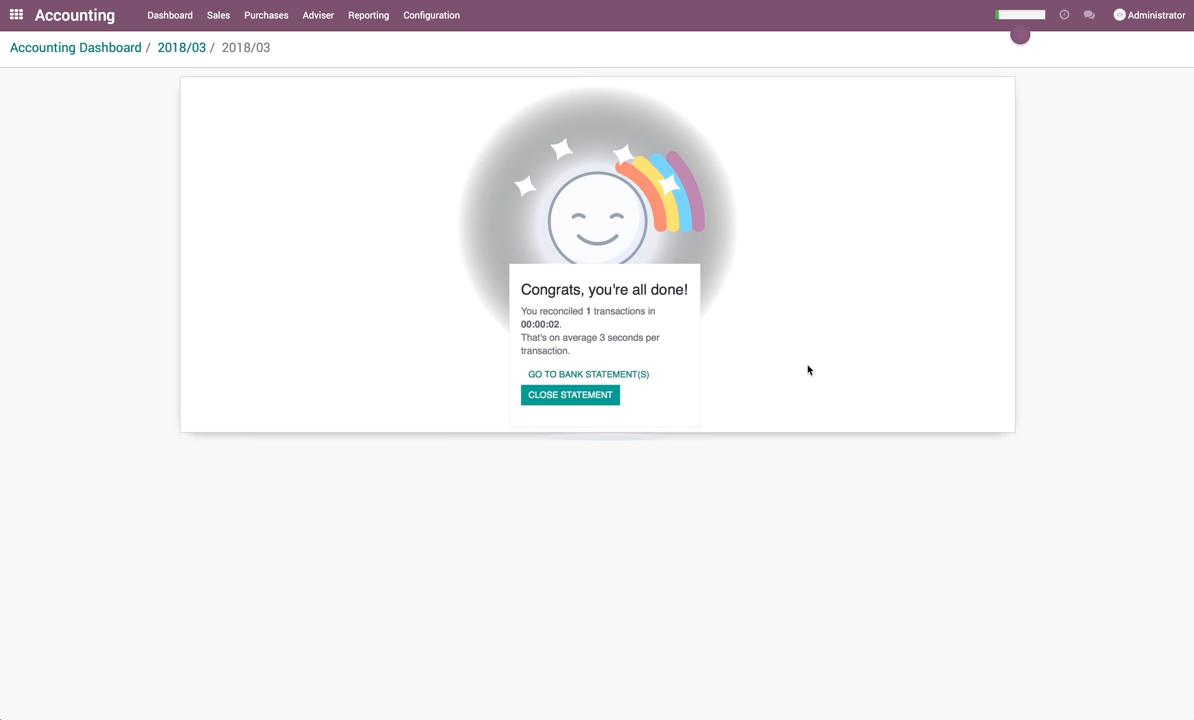 Accounting Dashboard Sales Purchases Adviser Reporting Configuration Administrator
Accounting Dashboard / 2018/03 / 2018/03
Congrats, you're all done!
You reconciled 1 transactions in
00:00:02.
That's on average 3 seconds per
transaction.
GO TO BANK STATEMENT(S)
CLOSE STATEMENT